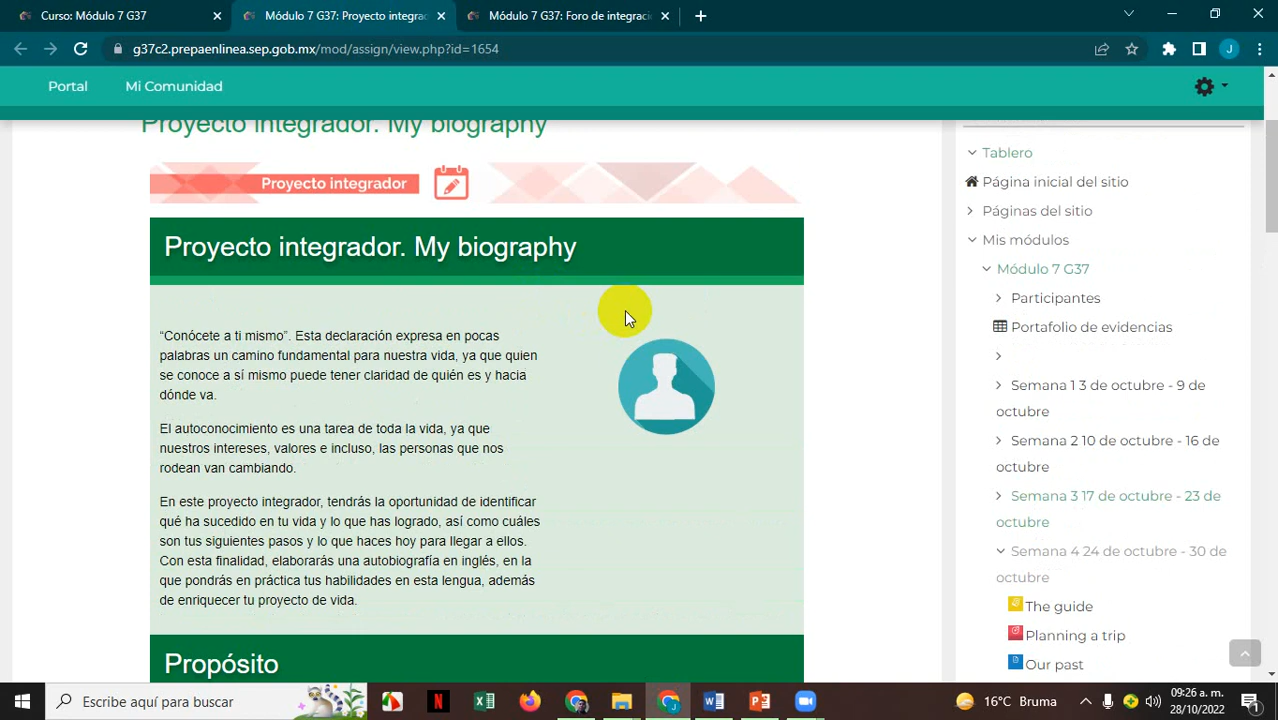 Curso: Módulo 7 G37
Módulo 7 G37: Proyecto integrad
Módulo 7 G37: Foro de integraci
g37c2.prepaenlinea.sep.gob.mx/mod/assign/view.php?id=1654
J
Portal
Mi Comunidad
Proyecto integrador. My biography
Proyecto integrador
Proyecto integrador. My biography
“Conócete a ti mismo”. Esta declaración expresa en pocas
palabras un camino fundamental para nuestra vida, ya que quien
se conoce a sí mismo puede tener claridad de quién es y hacia
dónde va.
El autoconocimiento es una tarea de toda la vida, ya que
nuestros intereses, valores e incluso, las personas que nos
rodean van cambiando.
En este proyecto integrador, tendrás la oportunidad de identificar
qué ha sucedido en tu vida y lo que has logrado, así como cuáles
son tus siguientes pasos y lo que haces hoy para llegar a ellos.
Con esta finalidad, elaborarás una autobiografía en inglés, en la
que pondrás en práctica tus habilidades en esta lengua, además
de enriquecer tu proyecto de vida.
Propósito
Tablero
Página inicial del sitio
Páginas del sitio
Mis módulos
Módulo 7 G37
Participantes
Portafolio de evidencias
Semana 1 3 de octubre - 9 de
octubre
Semana 2 10 de octubre - 16 de
octubre
Semana 3 17 de octubre - 23 de
octubre
Semana 4 24 de octubre - 30 de
octubre
The guide
Planning a trip
Our past
Escribe aquí para buscar
16°C Bruma
09:26 a. m.
28/10/2022